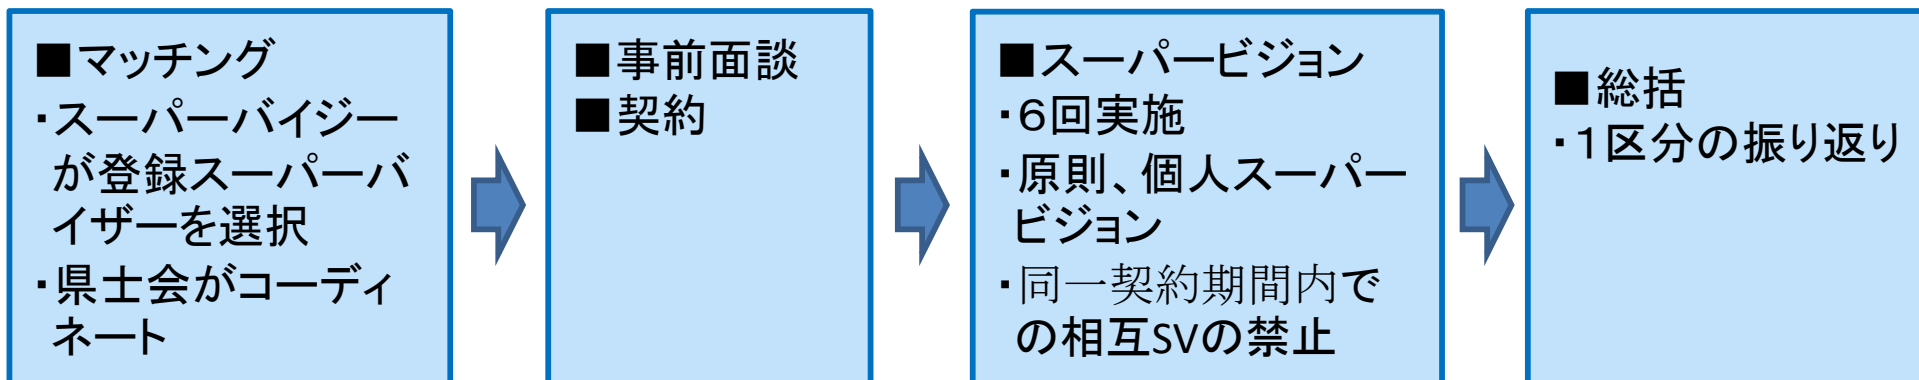 ■マッチング
・スーパーバイジー
が登録スーパーバ
イザーを選択
・県士会がコーディ
ネート
■事前面談
■契約
■スーパービジョン
・6回実施
・原則、個人スーパー
ビジョン
・同一契約期間内で
の相互SVの禁止
■総括
・1区分の振り返り